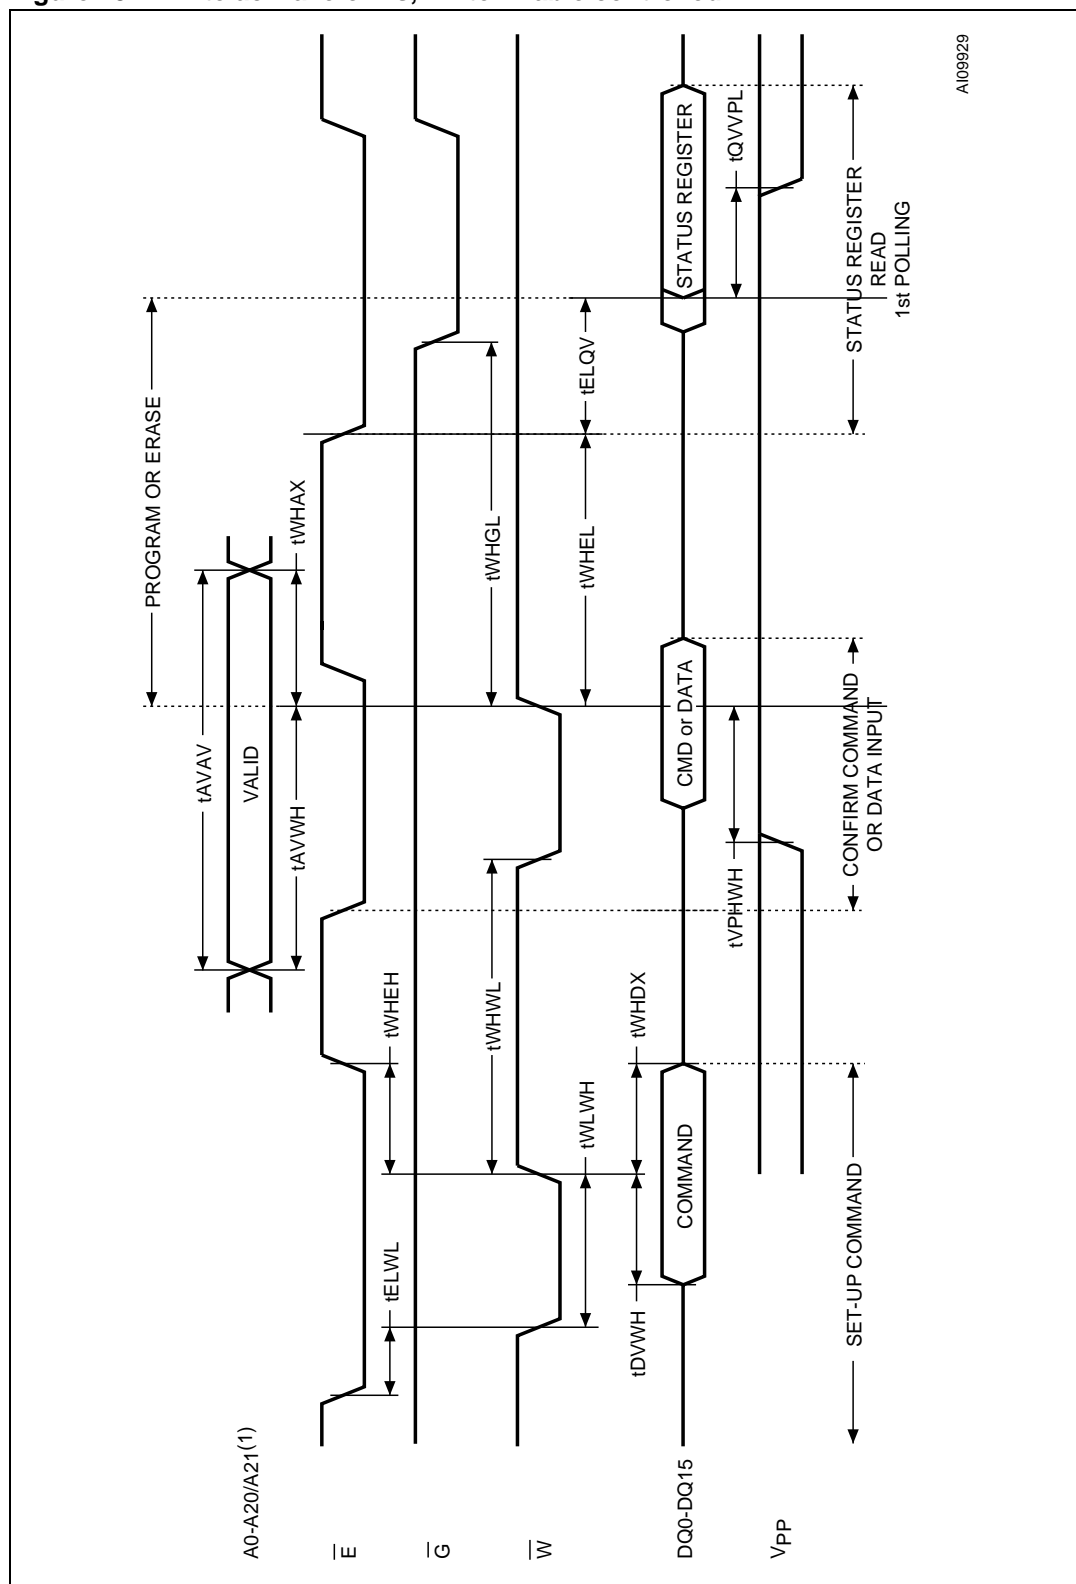 PROGRAM OR ERASE
tAVAV
A0-A20/A21(1)
VALID
tAVWH
tWHAX
E
tELWL
tWHEH
G
tWHWL
tWHGL
W
tWLWH
tWHEL
tELQV
tDVWH
tWHDX
DQ0-DQ15
COMMAND
CMD or DATA
STATUS REGISTER
tVPHWH
tQVVPL
VPP
SET-UP COMMAND
CONFIRM COMMAND
OR DATA INPUT
STATUS REGISTER
READ
1st POLLING
AI09929